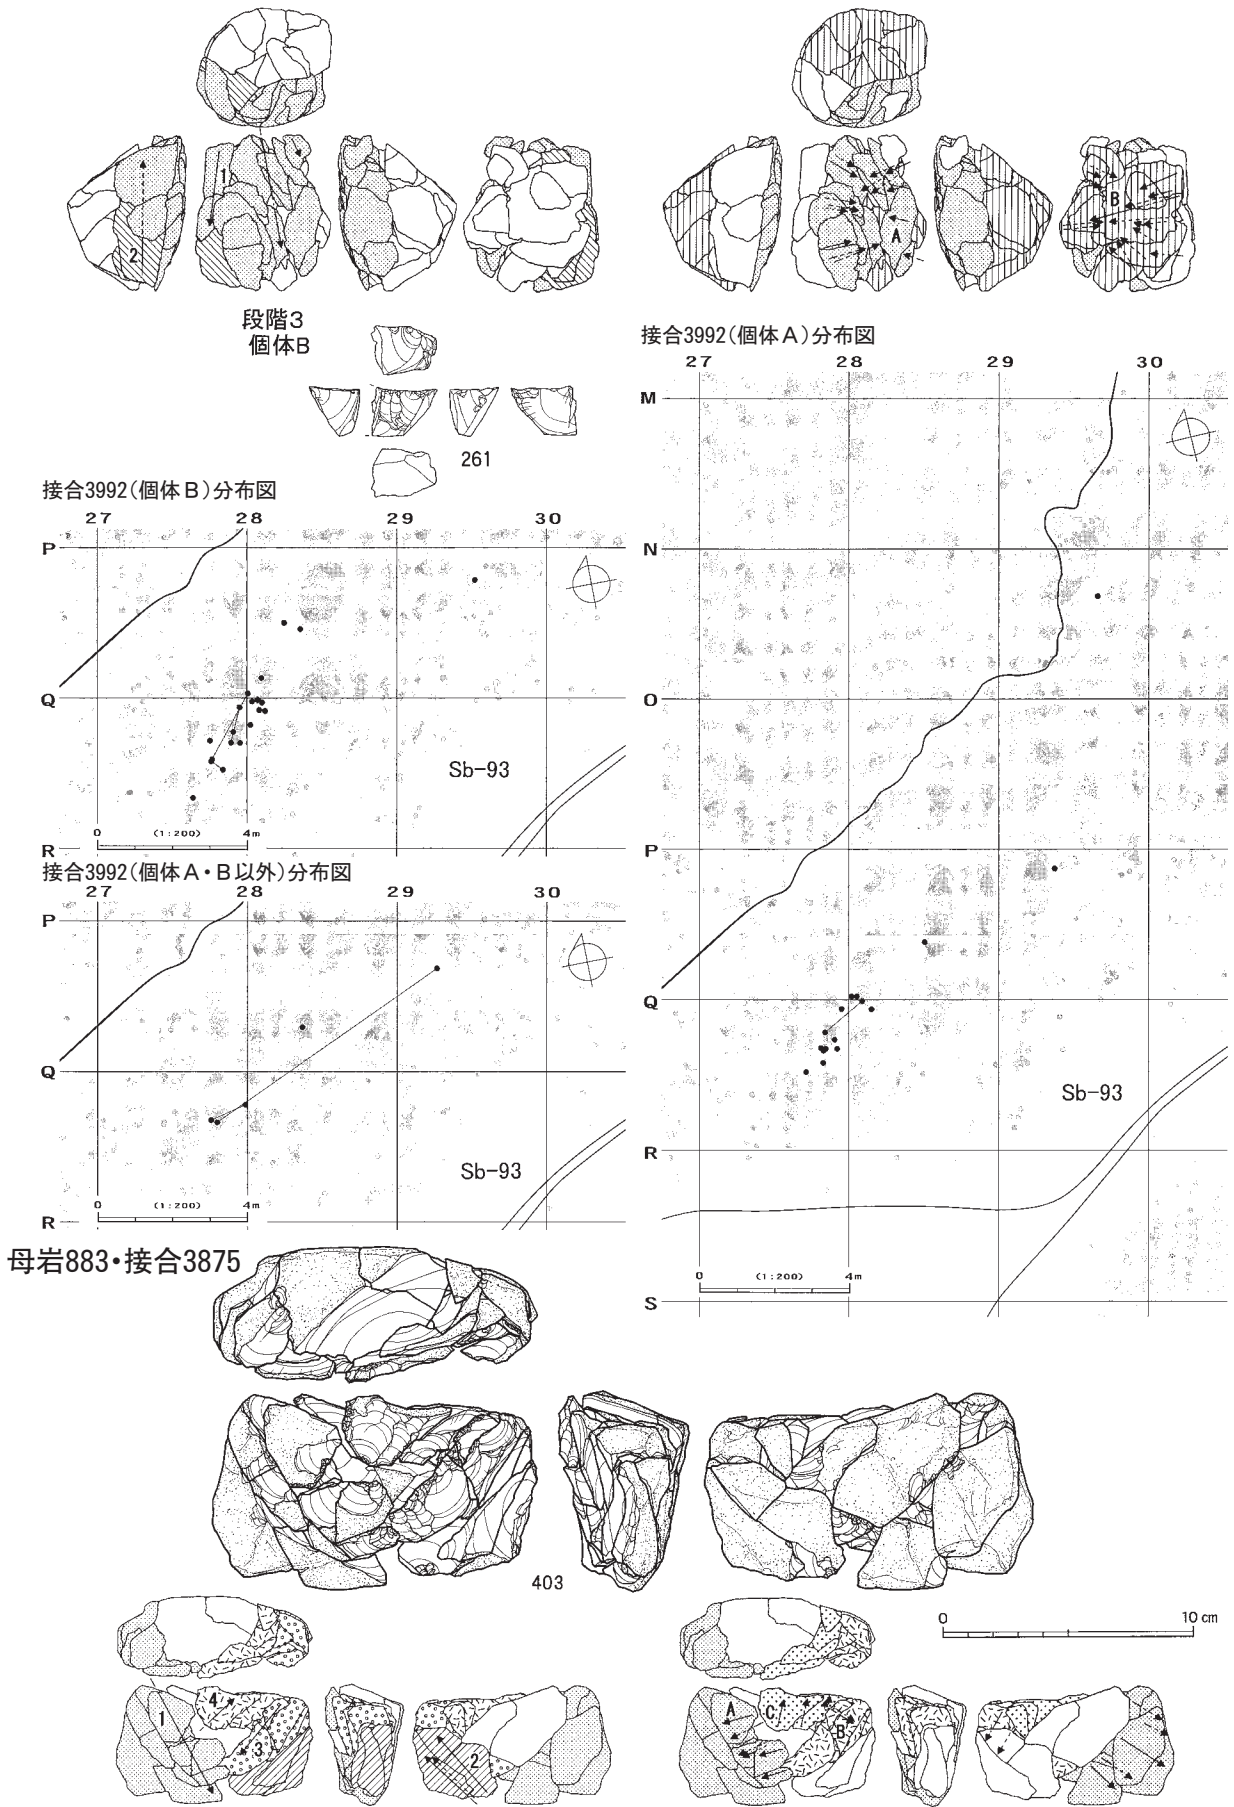 1
2
A
B
段階3
個体B
261
接合3992(個体B)分布図
27 28 29 30
P
Q
Sb-93
0 (1:200) 4m
R
接合3992(個体A・B以外)分布図
27 28 29 30
P
Q
Sb-93
0 (1:200) 4m
R
接合3992(個体A)分布図
27 28 29 30
M
N
O
P
Q
Sb-93
R
0 (1:200) 4m
S
母岩883・接合3875
403
0 10cm
1
4
3
2
A
C
B